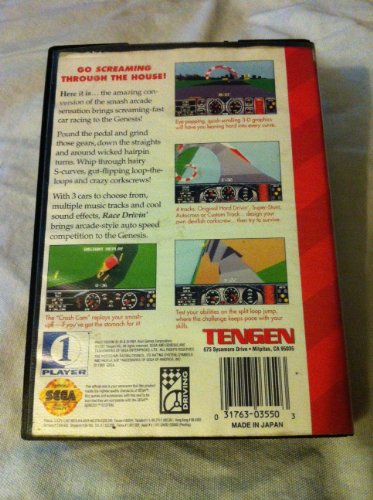 GO SCREAMING
THROUGH THE HOUSE!
Here it is... the amazing con-
version of the smash arcade
sensation brings screaming-fast
car racing to the Genesis!
Pound the pedal and grind
those gears, down the straights
and around wicked hairpin
turns. Whip through hairy
S-curves, gut-flipping loop-the-
loops and crazy corkscrews!
With 3 cars to choose from,
multiple music tracks and cool
sound effects, Race Drivin'
brings arcade-style auto speed
competition to the Genesis.
Eye-popping, quick-scrolling 3-D graphics
will have you leaning hard into every curve.
4 tracks: Original Hard Drivin', Super-Stunt,
Autocross or Custom Track... design your
own devilish corkscrew... then try to survive.
INSTANT REPLAY
The "Crash Cam" replays your smash-
off — if you've got the stomach for it!
Test your abilities on the split loop jump,
where the challenge keeps pace with your
skills.
TENGEN
675 Sycamore Drive • Milpitas, CA 95035
1
PLAYER
SEGA
DRIVING
0 31763-03550 3
MADE IN JAPAN